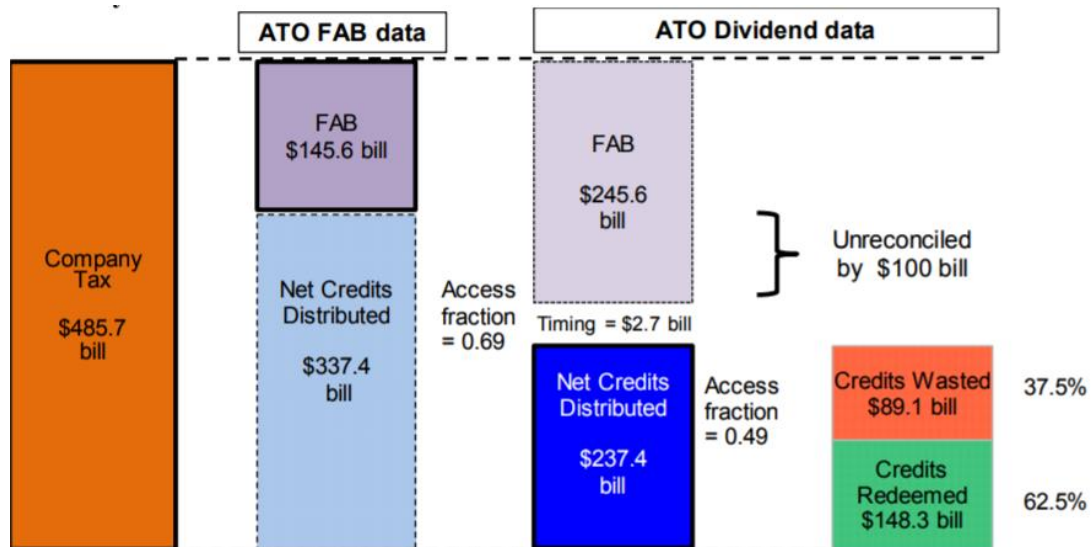 ATO FAB data
ATO Dividend data
Company
Tax
$485.7
bill
FAB
$145.6 bill
Net Credits
Distributed
$337.4
bill
Access
fraction
= 0.69
FAB
$245.6
bill
Timing = $2.7 bill
Net Credits
Distributed
$237.4
bill
Access
fraction
= 0.49
Unreconciled
by $100 bill
Credits Wasted
$89.1 bill
37.5%
Credits
Redeemed
$148.3 bill
62.5%